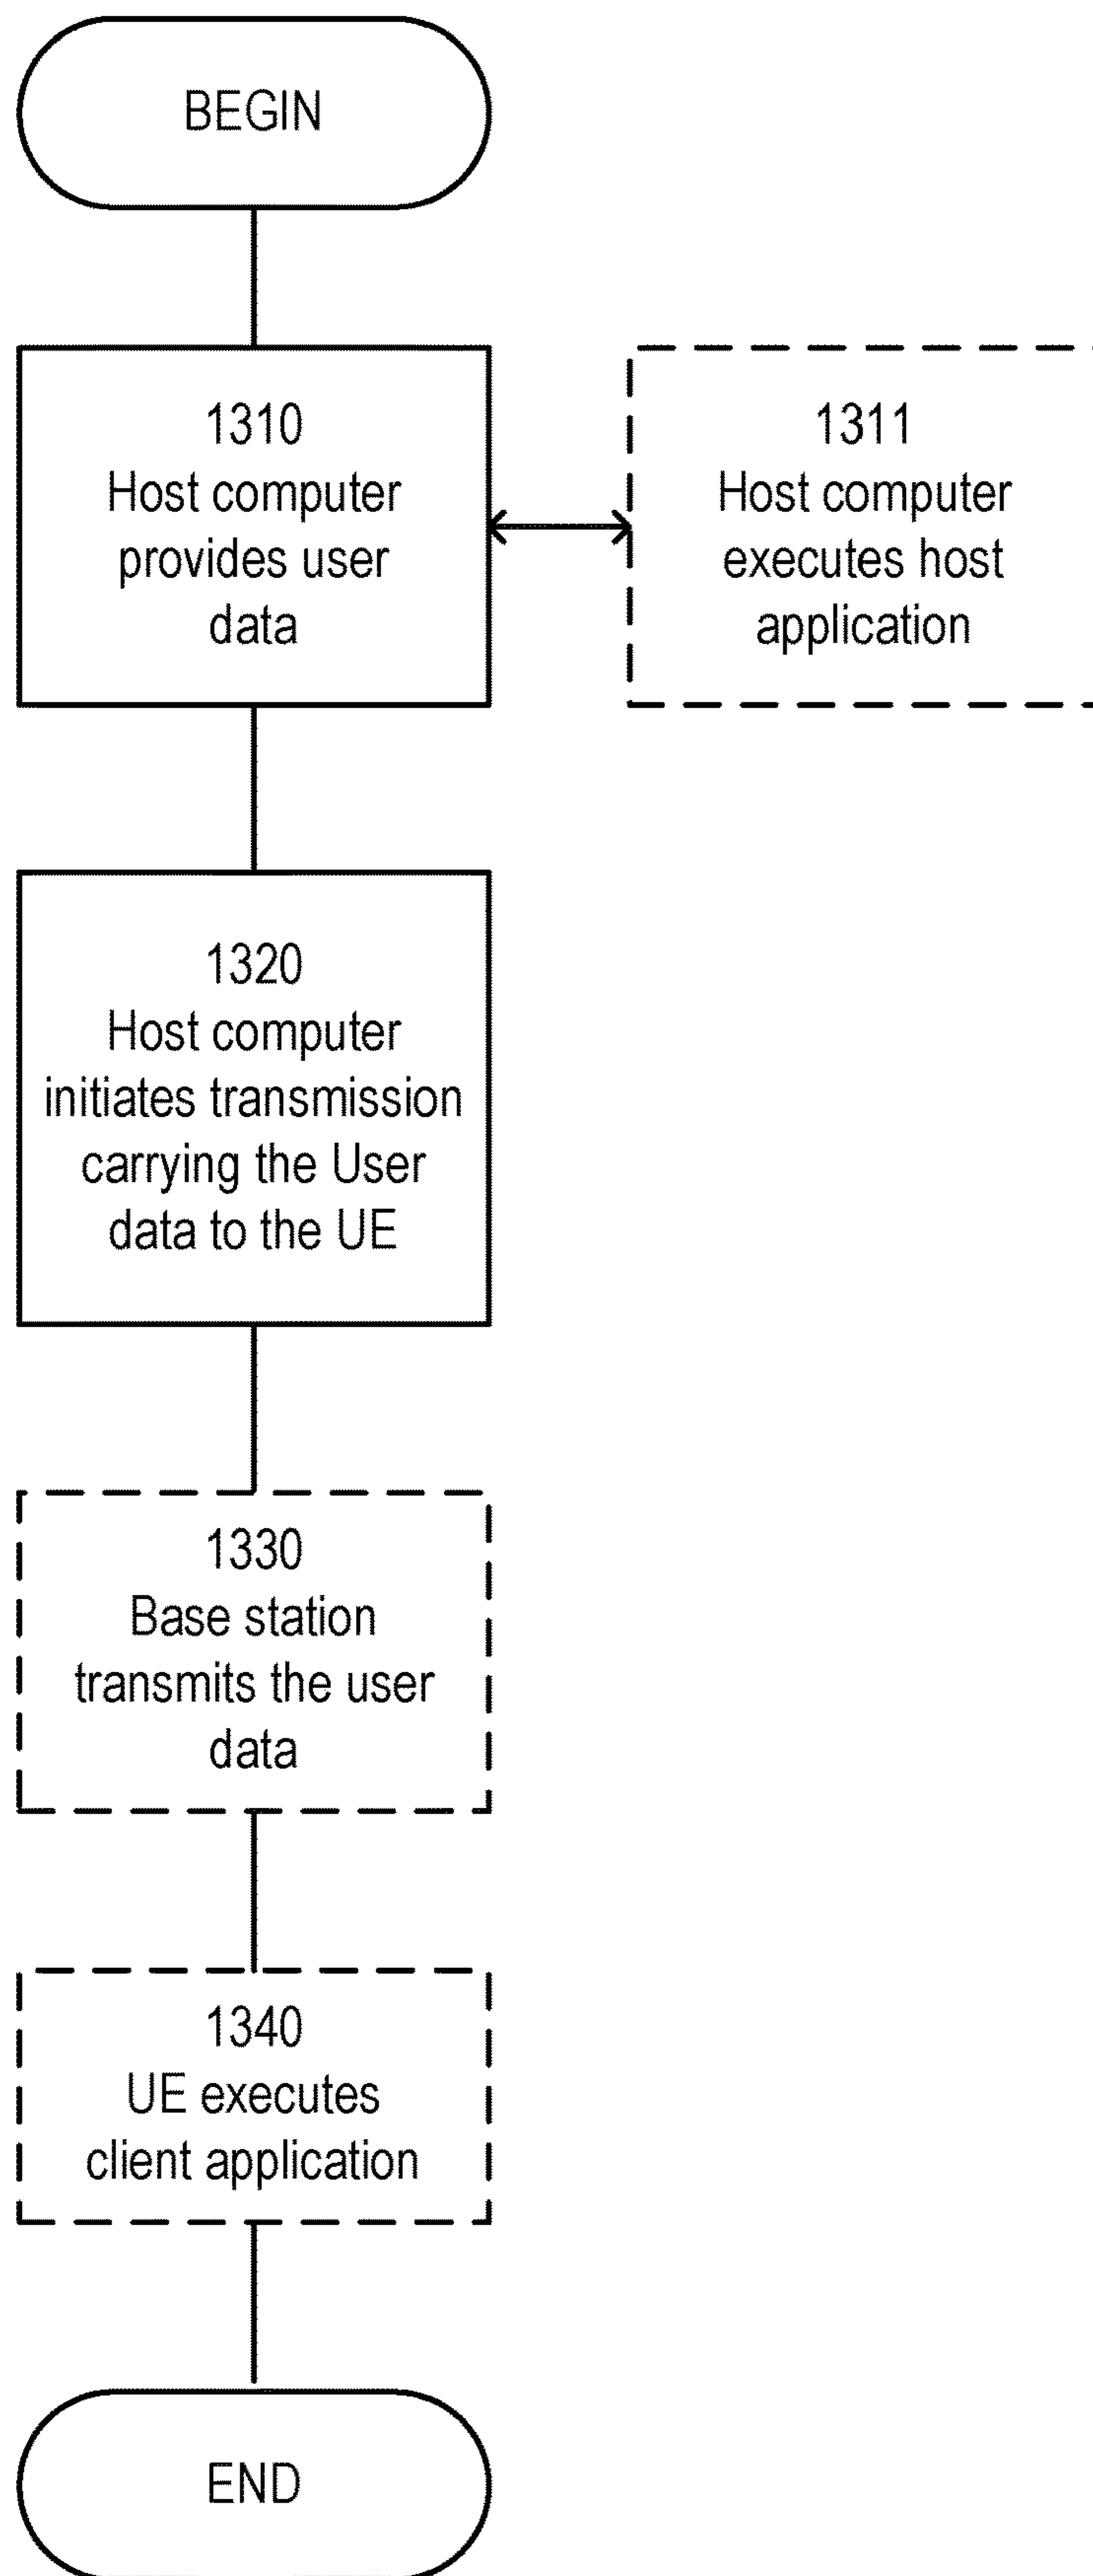 BEGIN
1310
Host computer
provides user
data
1311
Host computer
executes host
application
1320
Host computer
initiates transmission
carrying the User
data to the UE
1330
Base station
transmits the user
data
1340
UE executes
client application
END